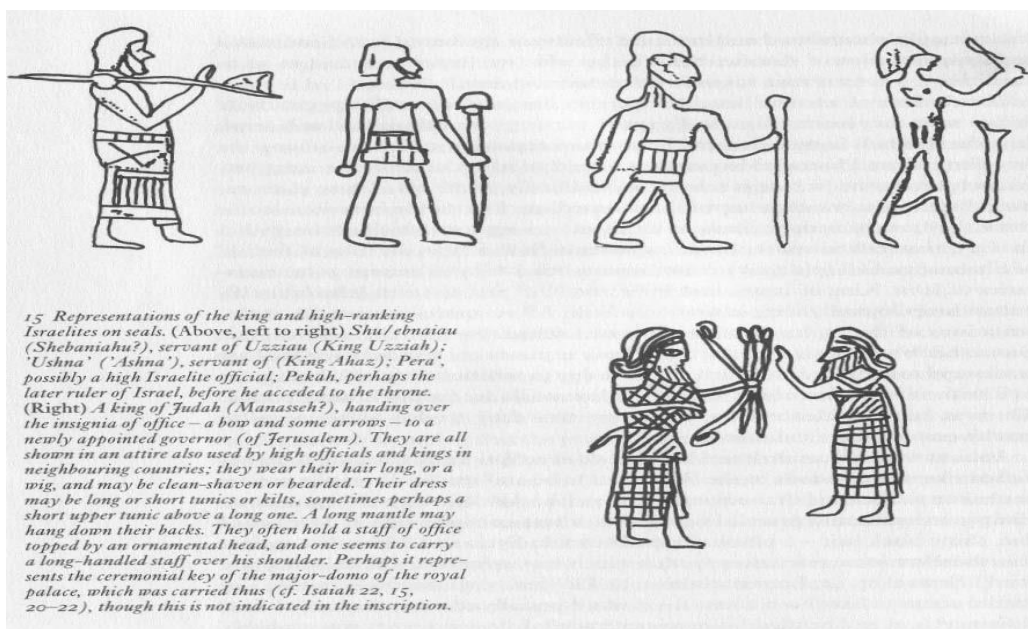 15 Representations of the king and high-ranking
Israelites on seals. (Above, left to right) Shu/ebnaiau
(Shebaniahu?), servant of Uzziau (King Uzziah);
'Ushna' ('Ashna'), servant of (King Ahaz); Pera',
possibly a high Israelite official; Pekah, perhaps the
later ruler of Israel, before he acceded to the throne.
(Right) A king of Judah (Manasseh?), handing over
the insignia of office – a bow and some arrows – to a
newly appointed governor (of Jerusalem). They are all
shown in an attire also used by high officials and kings in
neighbouring countries; they wear their hair long, or a
wig, and may be clean-shaven or bearded. Their dress
may be long or short tunics or kilts, sometimes perhaps a
short upper tunic above a long one. A long mantle may
hang down their backs. They often hold a staff of office
topped by an ornamental head, and one seems to carry
a long-handled staff over his shoulder. Perhaps it repre-
sents the ceremonial key of the major-domo of the royal
palace, which was carried thus (cf. Isaiah 22, 15,
20–22), though this is not indicated in the inscription.